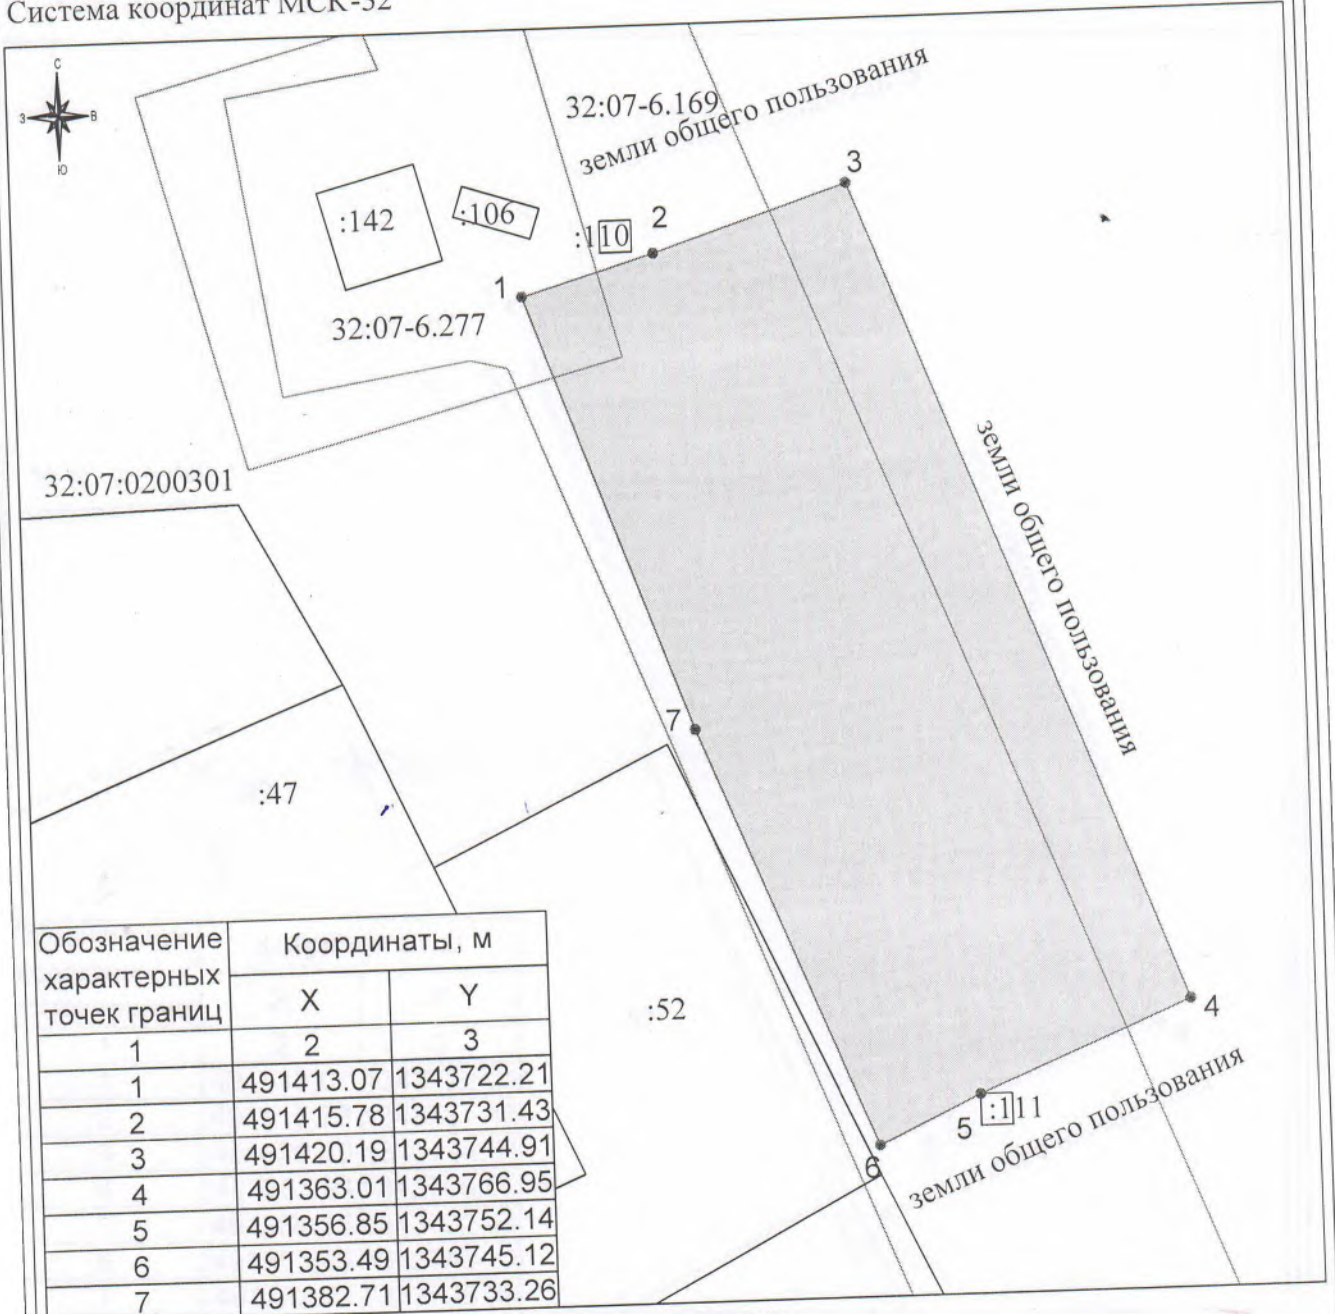 Система координат МСК-32
С
З
В
Ю
32:07-6.169
земли общего пользования
3
:142
:106
:110
2
1
32:07-6.277
32:07:0200301
земли общего пользования
7
:47
:52
4
:111
5
6
земли общего пользования
Обозначение характерных точек границ
Координаты, м
X
Y
1 2 3
1 491413.07 1343722.21
2 491415.78 1343731.43
3 491420.19 1343744.91
4 491363.01 1343766.95
5 491356.85 1343752.14
6 491353.49 1343745.12
7 491382.71 1343733.26